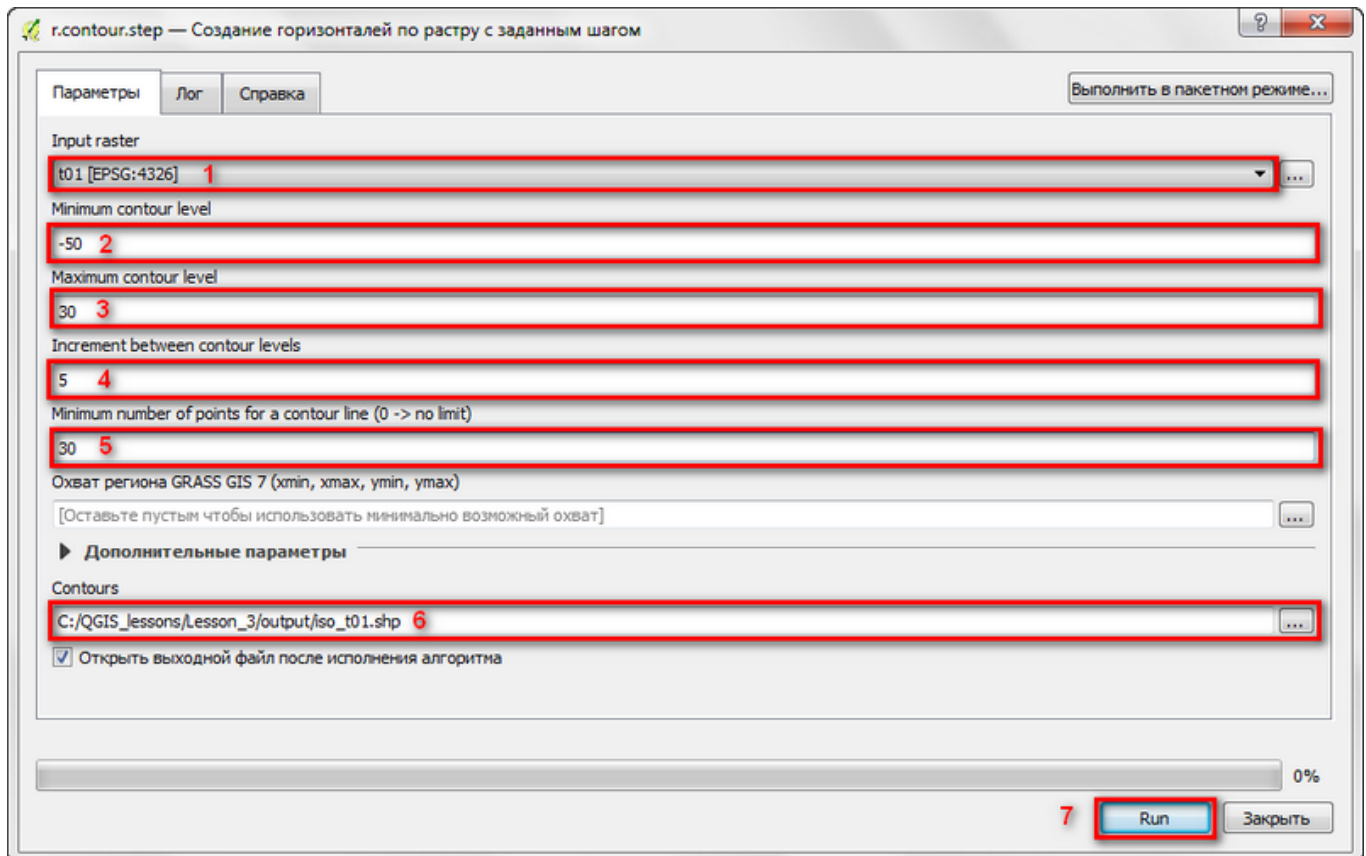 r.contour.step — Создание горизонталей по растру с заданным шагом
Параметры Лог Справка Выполнить в пакетном режиме...
Input raster
t01 [EPSG:4326] 1 ...
Minimum contour level
-50 2
Maximum contour level
30 3
Increment between contour levels
5 4
Minimum number of points for a contour line (0 -> no limit)
30 5
Охват региона GRASS GIS 7 (xmin, xmax, ymin, ymax)
[Оставьте пустым чтобы использовать минимально возможный охват] ...
Дополнительные параметры
Contours
C:/QGIS_lessons/Lesson_3/output/iso_t01.shp 6 ...
Открыть выходной файл после исполнения алгоритма
0%
7 Run Закрыть